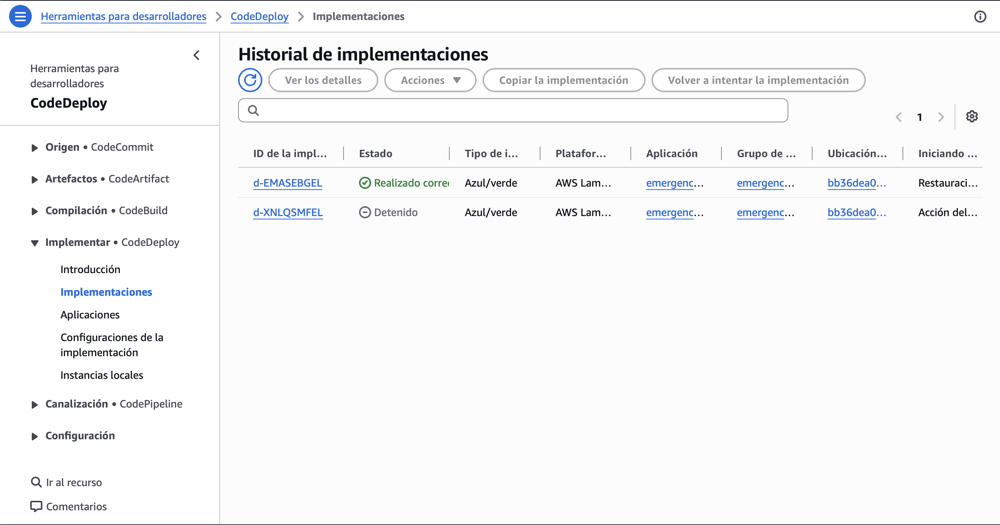 Herramientas para desarrolladores > CodeDeploy > Implementaciones
Herramientas para
desarrolladores
CodeDeploy
Origen • CodeCommit
Artefactos • CodeArtifact
Compilación • CodeBuild
Implementar • CodeDeploy
Introducción
Implementaciones
Aplicaciones
Configuraciones de la
implementación
Instancias locales
Canalización • CodePipeline
Configuración
Ir al recurso
Comentarios
Historial de implementaciones
Ver los detalles Acciones Copiar la implementación Volver a intentar la implementación
1
ID de la impl... Estado Tipo de i... Platafor... Aplicación Grupo de ... Ubicación... Iniciando ...
d-EMASEBGEL Realizado correc Azul/verde AWS Lam... emergenc... emergenc... bb36dea0... Restauraci...
d-XNLQSMFEL Detenido Azul/verde AWS Lam... emergenc... emergenc... bb36dea0... Acción del...